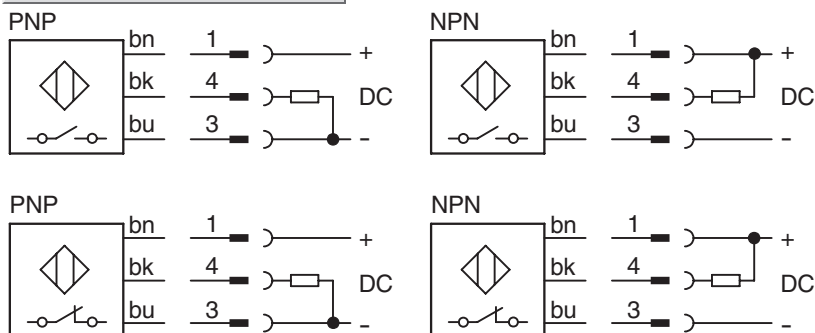 PNP
bn 1 +
bk 4 DC
bu 3 -
NPN
bn 1 +
bk 4 DC
bu 3 -
PNP
bn 1 +
bk 4 DC
bu 3 -
NPN
bn 1 +
bk 4 DC
bu 3 -